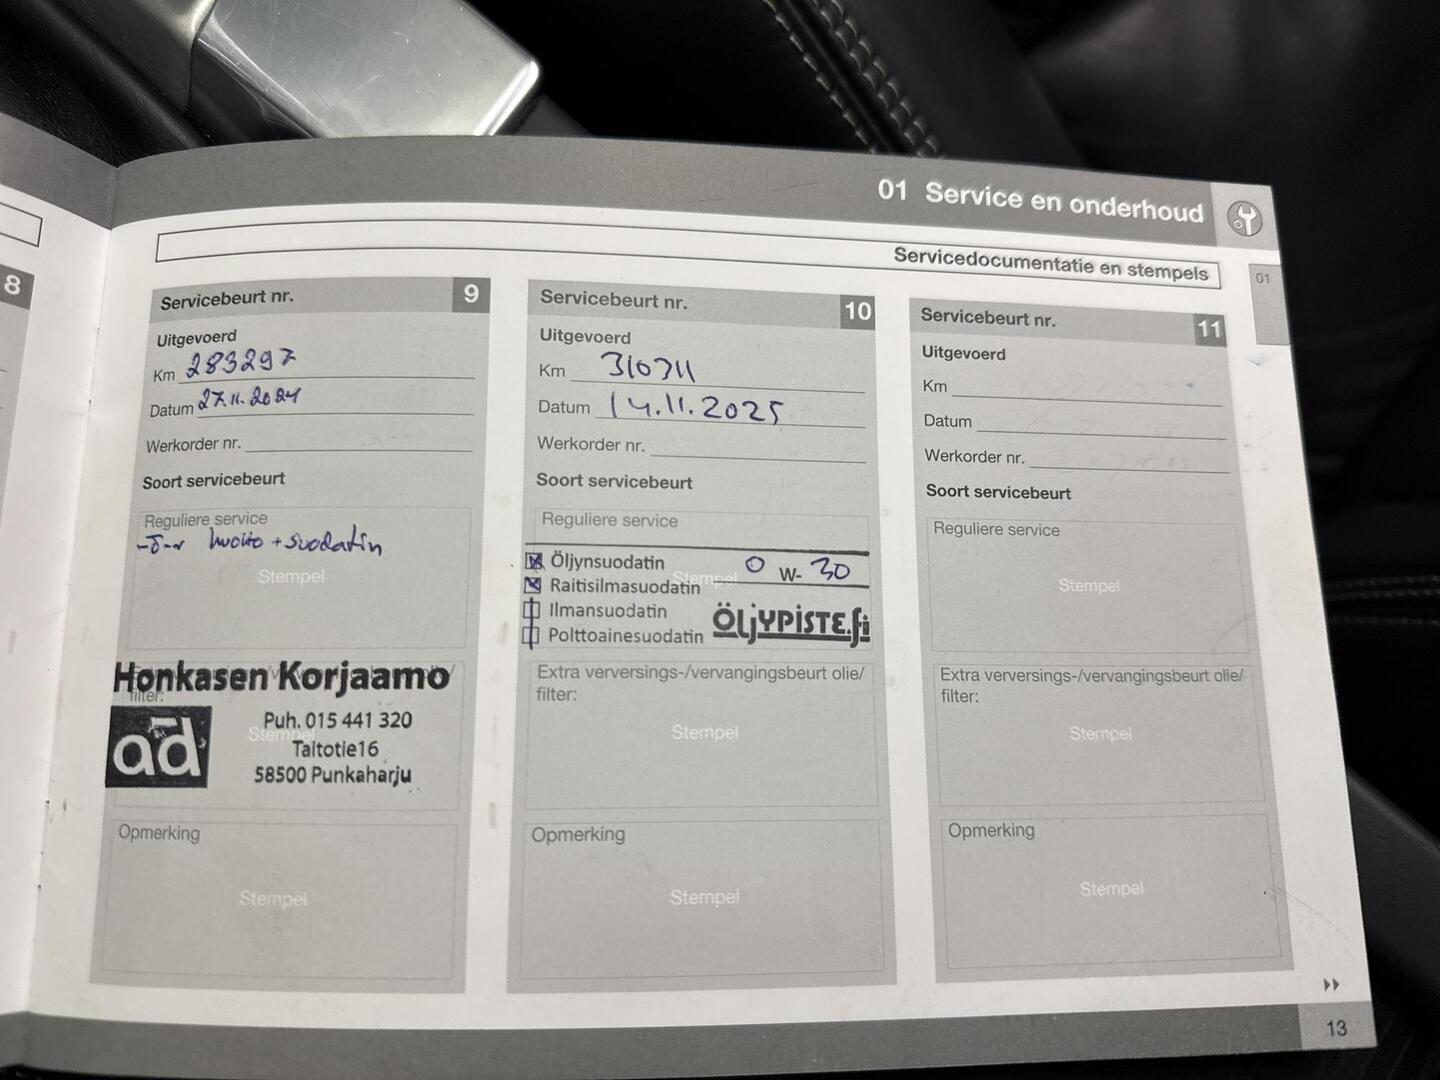 01 Service en onderhoud
Servicedocumentatie en stempels
01
8
Servicebeurt nr. 9
Uitgevoerd
Km 283297
Datum 27.11.2024
Werkorder nr.
Soort servicebeurt
Reguliere service
huolto + suodatin
Stempel
Honkasen Korjaamo
filter:
ad
Stempel
Puh. 015 441 320
Taitotie16
58500 Punkaharju
Opmerking
Stempel
Servicebeurt nr. 10
Uitgevoerd
Km 310311
Datum 14.11.2025
Werkorder nr.
Soort servicebeurt
Reguliere service
Öljynsuodatin 0 W- 30
Stempel
Raitisilmasuodatin
Ilmansuodatin
Polttoainesuodatin
ÖLJYPISTE.fi
Extra verversings-/vervangingsbeurt olie/
filter:
Stempel
Opmerking
Stempel
Servicebeurt nr. 11
Uitgevoerd
Km
Datum
Werkorder nr.
Soort servicebeurt
Reguliere service
Stempel
Extra verversings-/vervangingsbeurt olie/
filter:
Stempel
Opmerking
Stempel
13